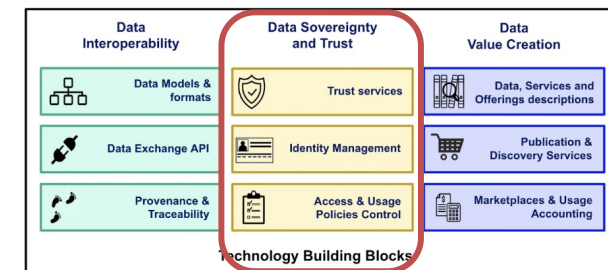 Data
Interoperability
Data Sovereignty
and Trust
Data
Value Creation
Data Models &
formats
Trust services
Data, Services and
Offerings descriptions
Data Exchange API
Identity Management
Publication &
Discovery Services
Provenance &
Traceability
Access & Usage
Policies Control
Marketplaces & Usage
Accounting
Technology Building Blocks